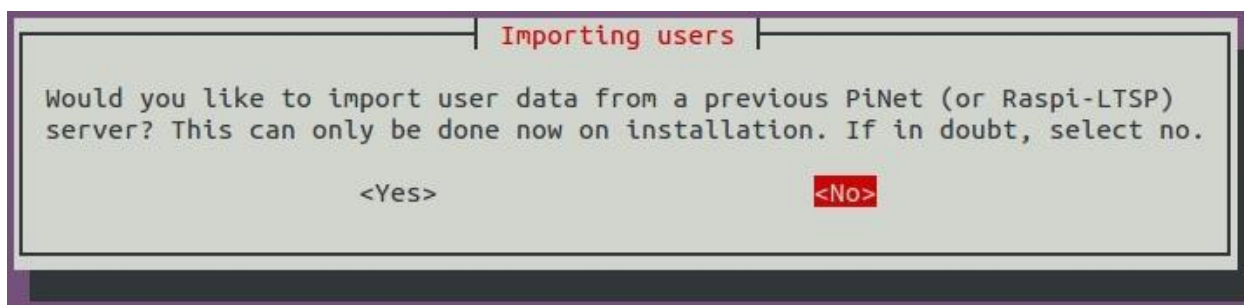 Importing users
Would you like to import user data from a previous PiNet (or Raspi-LTSP)
server? This can only be done now on installation. If in doubt, select no.
<Yes> <No>